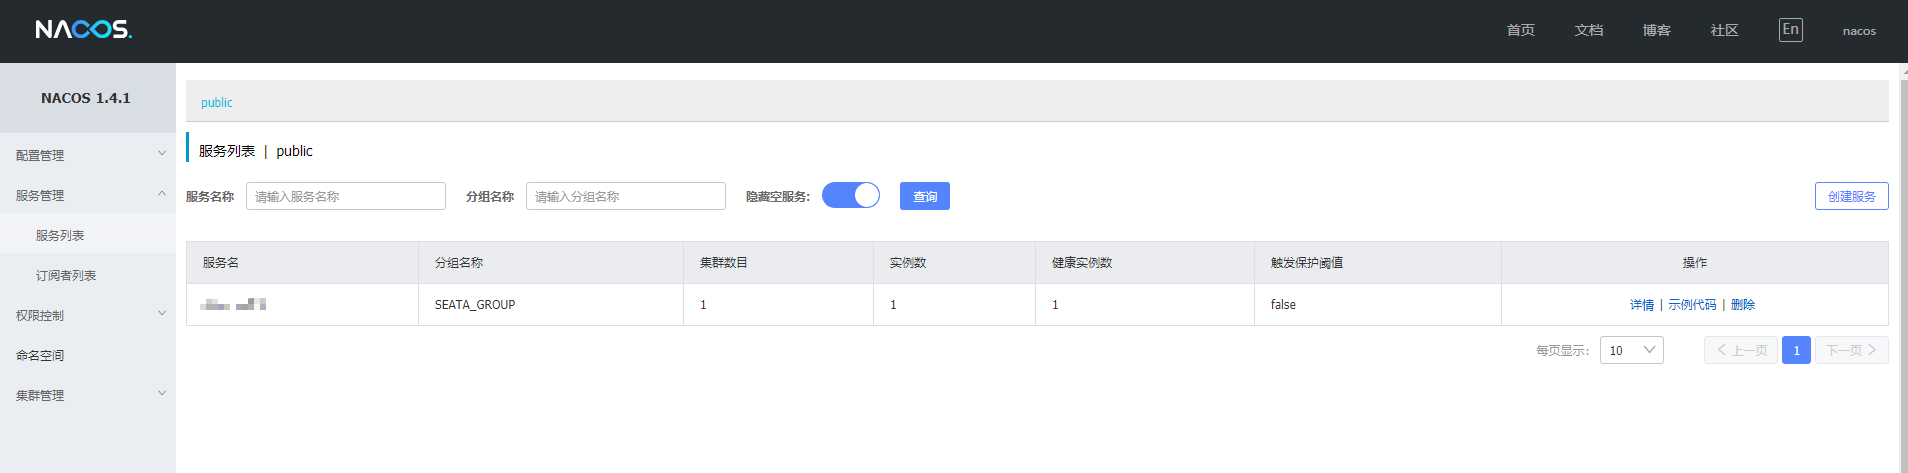 NACOS. 首页 文档 博客 社区 En nacos
NACOS 1.4.1
配置管理
服务管理
服务列表
订阅者列表
权限控制
命名空间
集群管理
public
服务列表 | public
服务名称 请输入服务名称 分组名称 请输入分组名称 隐藏空服务: 查询 创建服务
服务名 分组名称 集群数目 实例数 健康实例数 触发保护阈值 操作
SEATA_GROUP 1 1 1 false 详情 | 示例代码 | 删除
每页显示: 10 上一页 1 下一页